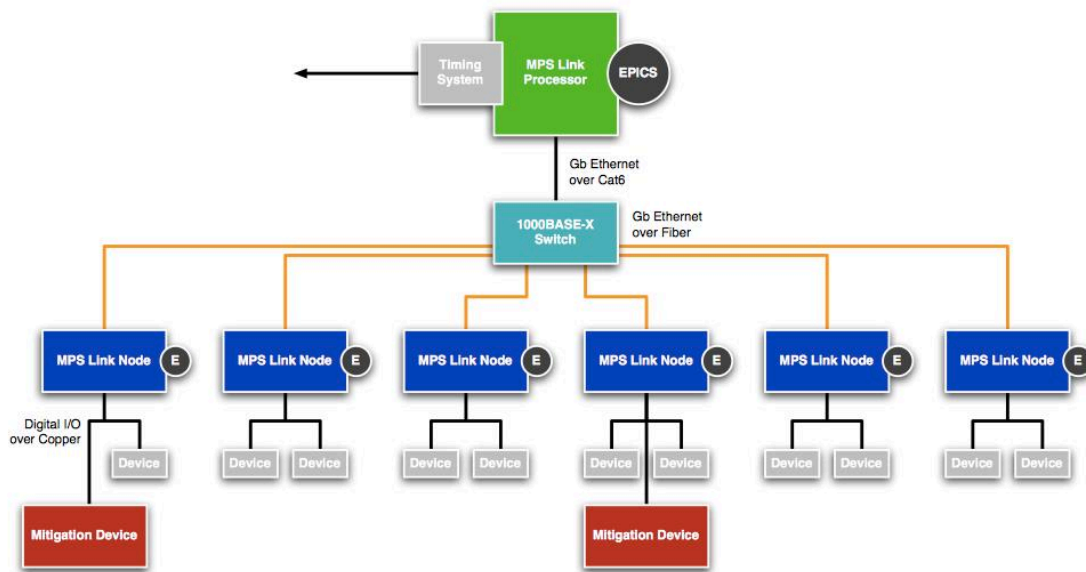 Timing
System
MPS Link
Processor
EPICS
Gb Ethernet
over Cat6
1000BASE-X
Switch
Gb Ethernet
over Fiber
MPS Link Node
E
MPS Link Node
E
MPS Link Node
E
MPS Link Node
E
MPS Link Node
E
MPS Link Node
E
Digital I/O
over Copper
Device
Device
Device
Device
Device
Device
Device
Device
Device
Device
Device
Mitigation Device
Mitigation Device